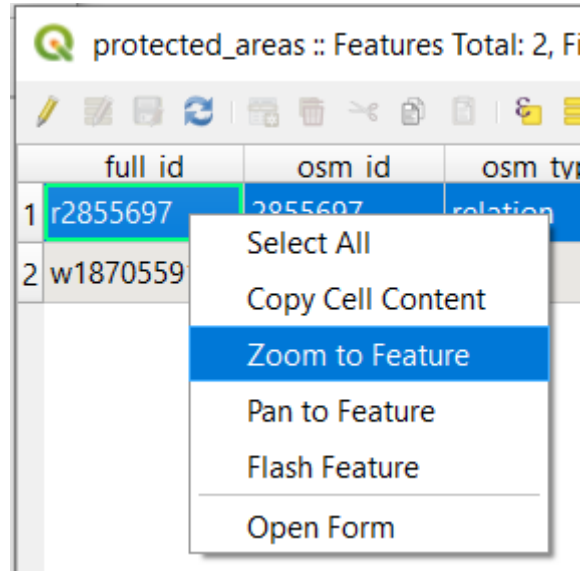 protected_areas :: Features Total: 2, Fi
full_id osm_id osm_typ
1 r2855697 2855697 relation
Select All
2 w18705591
Copy Cell Content
Zoom to Feature
Pan to Feature
Flash Feature
Open Form